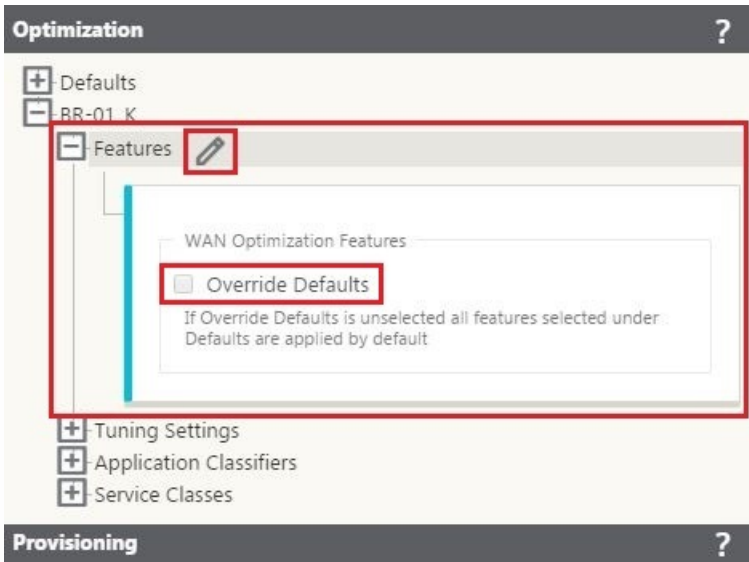 Optimization ?
Defaults
BR-01_K
Features
WAN Optimization Features
Override Defaults
If Override Defaults is unselected all features selected under
Defaults are applied by default
Tuning Settings
Application Classifiers
Service Classes
Provisioning ?